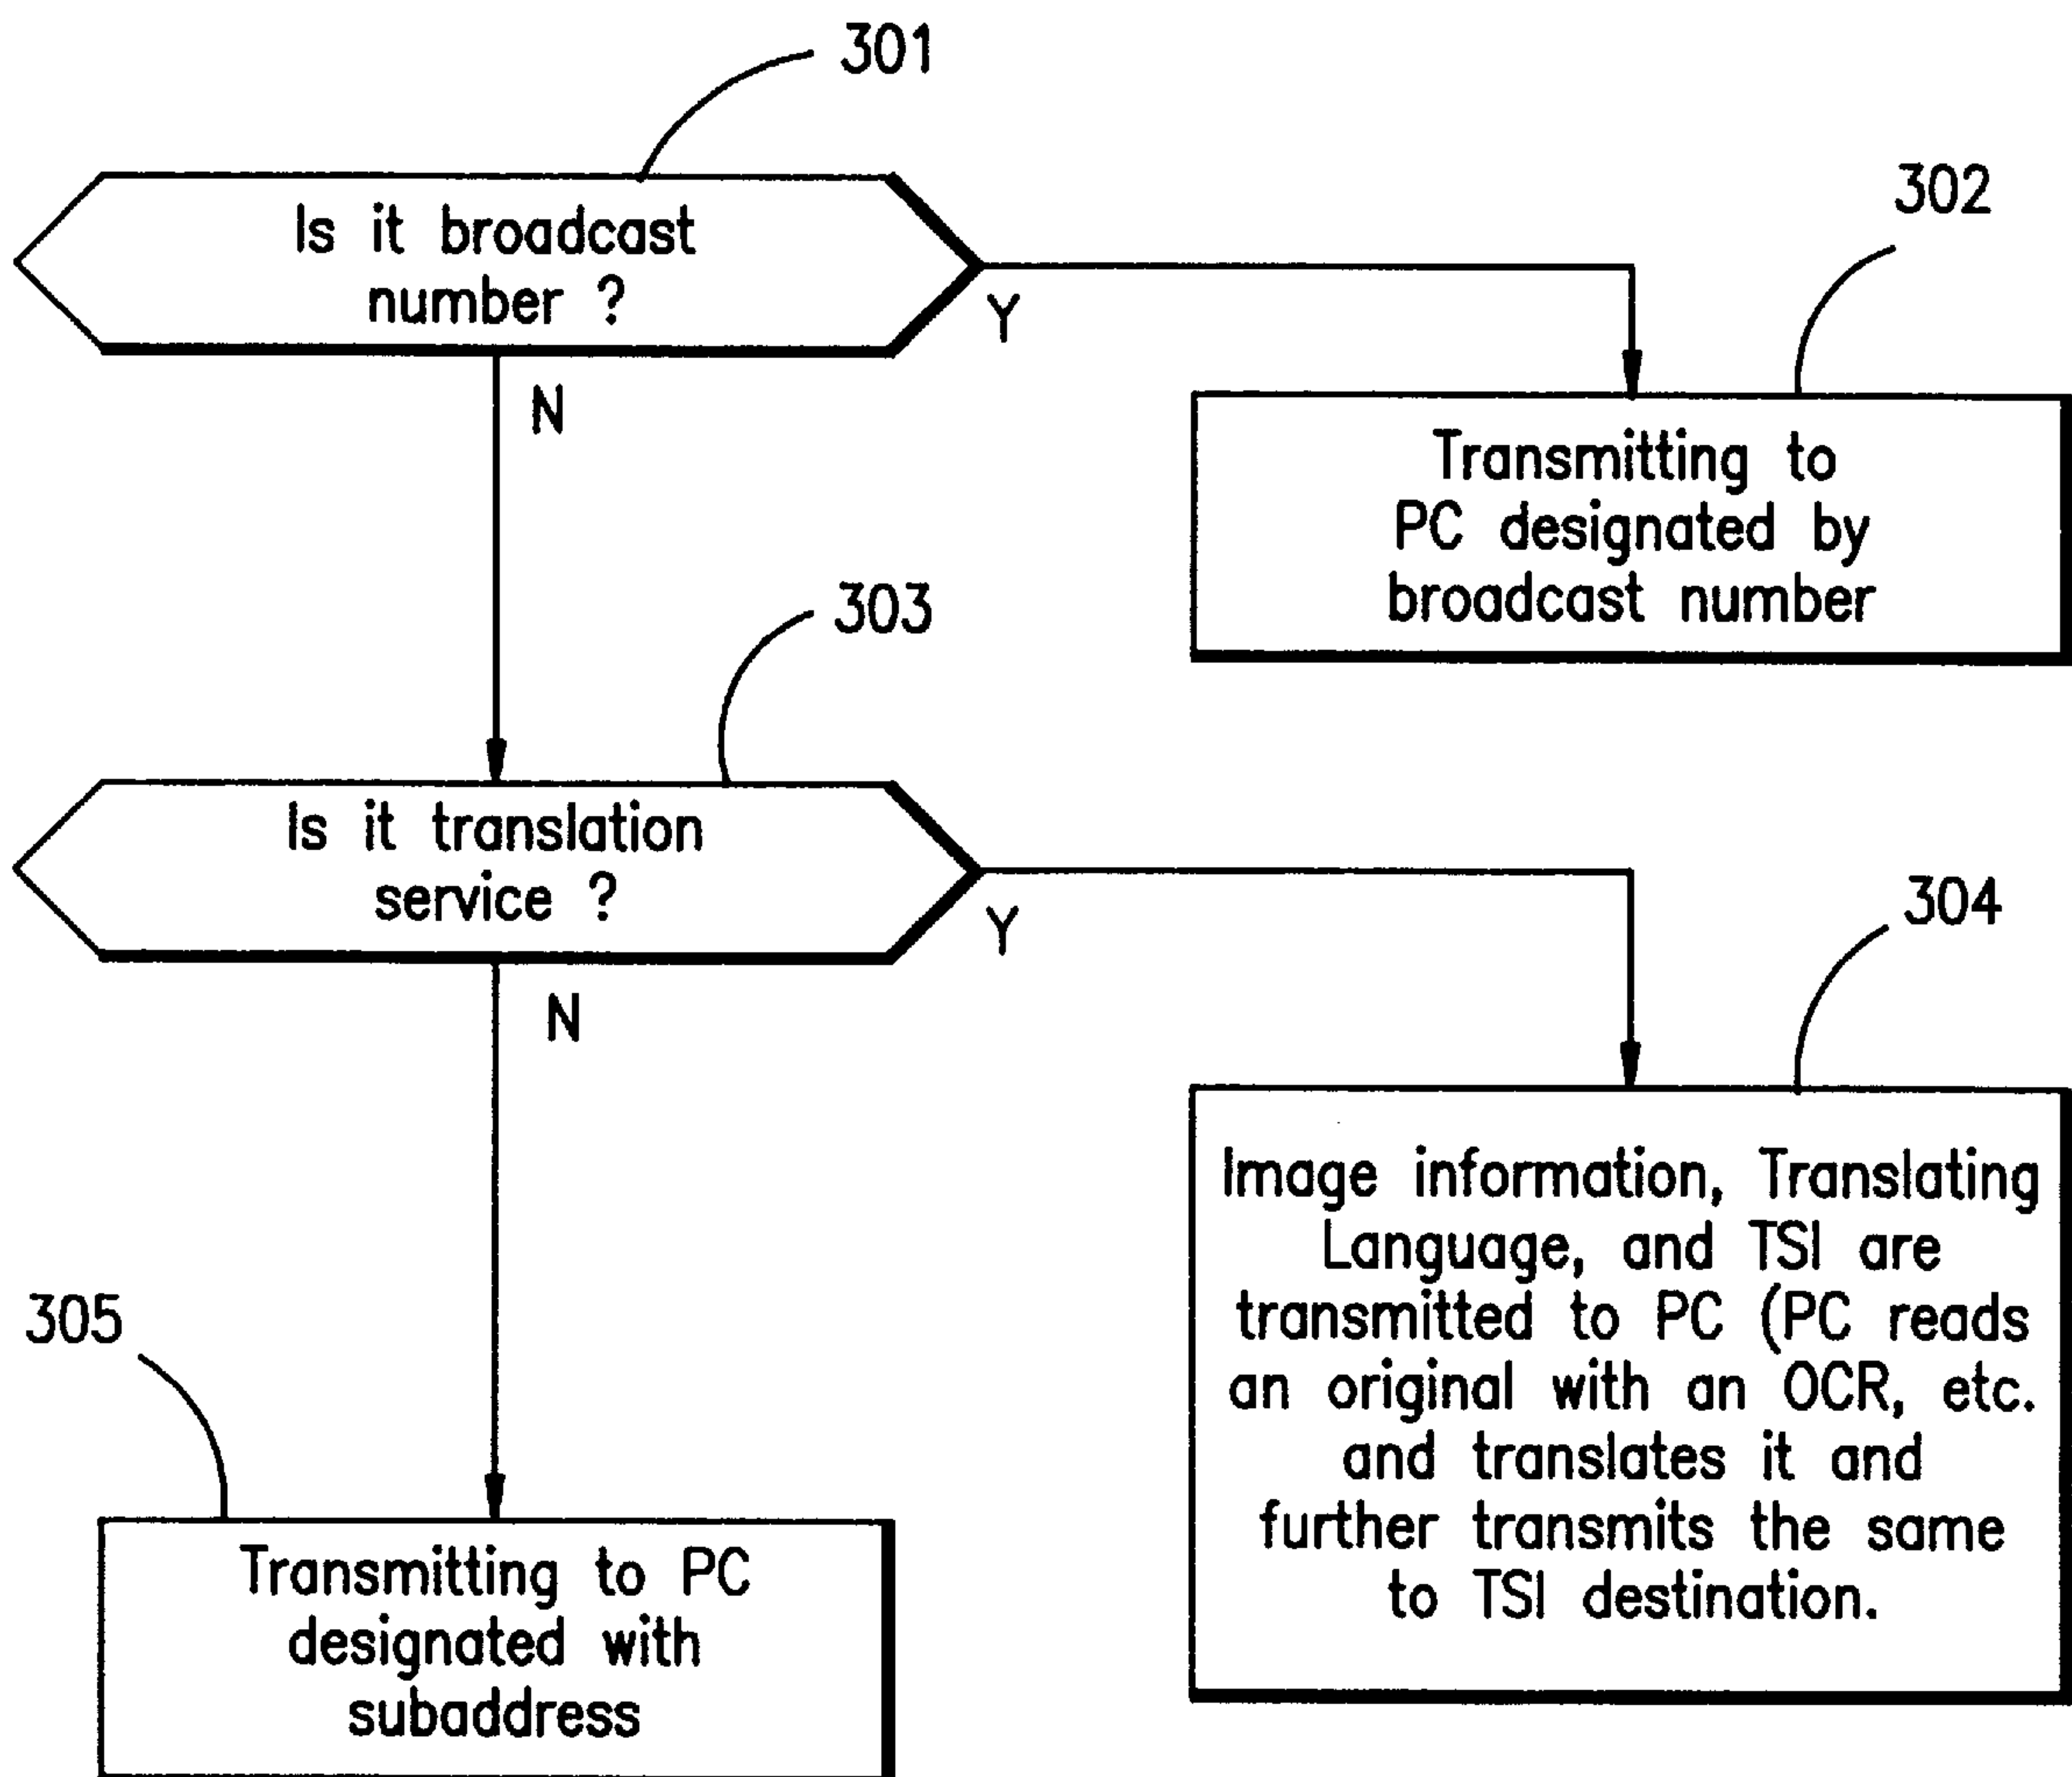 301
Is it broadcast
number ?
Y
N
302
Transmitting to
PC designated by
broadcast number
303
Is it translation
service ?
Y
N
304
Image information, Translating
Language, and TSI are
transmitted to PC (PC reads
an original with an OCR, etc.
and translates it and
further transmits the same
to TSI destination.
305
Transmitting to PC
designated with
subaddress